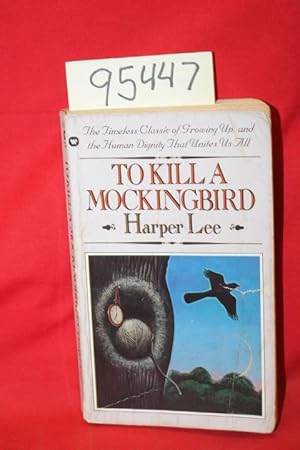 95447
The Timeless Classic of Growing Up and
the Human Dignity That Unites Us All
TO KILL A
MOCKINGBIRD
Harper Lee